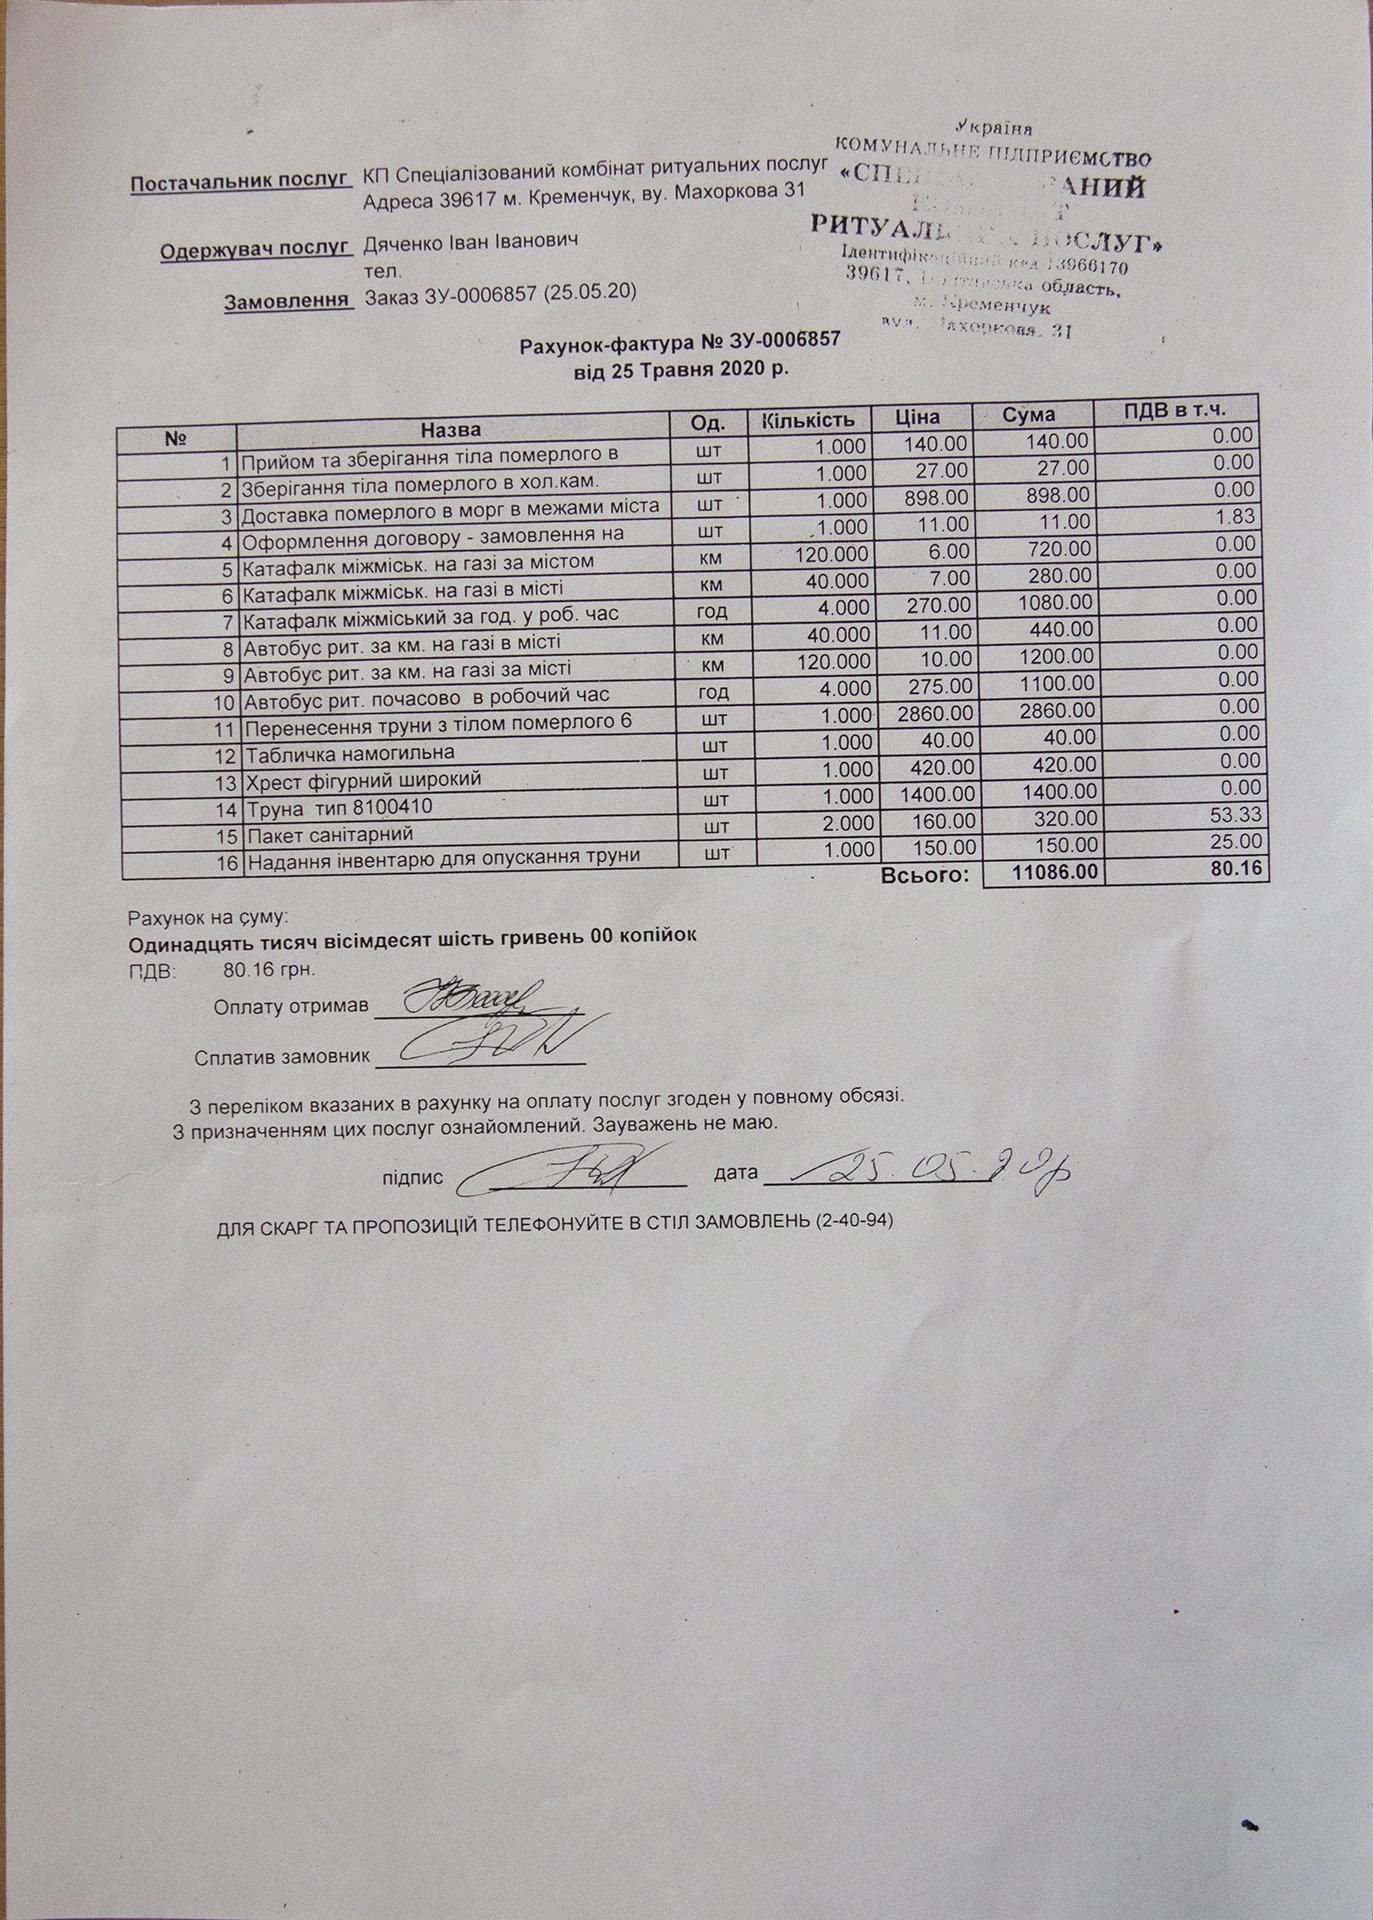 Україна
КОМУНАЛЬНЕ ПІДПРИЄМСТВО
РИТУАЛЬНИХ ПОСЛУГ»
Ідентифікаційний код 13966170
39617, область,
м. Кременчук
вул. Махоркова, 31
Постачальник послуг КП Спеціалізований комбінат ритуальних послуг
Адреса 39617 м. Кременчук, ву. Махоркова 31
Одержувач послуг Дяченко Іван Іванович
тел.
Замовлення Заказ ЗУ-0006857 (25.05.20)
Рахунок-фактура № ЗУ-0006857
від 25 Травня 2020 р.
№ Назва Од. Кількість Ціна Сума ПДВ в т.ч.
1 Прийом та зберігання тіла померлого в шт 1.000 140.00 140.00 0.00
2 Зберігання тіла померлого в хол.кам. шт 1.000 27.00 27.00 0.00
3 Доставка померлого в морг в межами міста шт 1.000 898.00 898.00 0.00
4 Оформлення договору - замовлення на шт 1.000 11.00 11.00 1.83
5 Катафалк міжміськ. на газі за містом км 120.000 6.00 720.00 0.00
6 Катафалк міжміськ. на газі в місті км 40.000 7.00 280.00 0.00
7 Катафалк міжміський за год. у роб. час год 4.000 270.00 1080.00 0.00
8 Автобус рит. за км. на газі в місті км 40.000 11.00 440.00 0.00
9 Автобус рит. за км. на газі за місті км 120.000 10.00 1200.00 0.00
10 Автобус рит. почасово в робочий час год 4.000 275.00 1100.00 0.00
11 Перенесення труни з тілом померлого 6 шт 1.000 2860.00 2860.00 0.00
12 Табличка намогильна шт 1.000 40.00 40.00 0.00
13 Хрест фігурний широкий шт 1.000 420.00 420.00 0.00
14 Труна тип 8100410 шт 1.000 1400.00 1400.00 0.00
15 Пакет санітарний шт 2.000 160.00 320.00 53.33
16 Надання інвентарю для опускання труни шт 1.000 150.00 150.00 25.00
Всього: 11086.00 80.16
Рахунок на суму:
Одинадцять тисяч вісімдесят шість гривень 00 копійок
ПДВ: 80.16 грн.
Оплату отримав
Сплатив замовник
З переліком вказаних в рахунку на оплату послуг згоден у повному обсязі.
З призначенням цих послуг ознайомлений. Зауважень не маю.
підпис дата 25.05.20р
ДЛЯ СКАРГ ТА ПРОПОЗИЦІЙ ТЕЛЕФОНУЙТЕ В СТІЛ ЗАМОВЛЕНЬ (2-40-94)